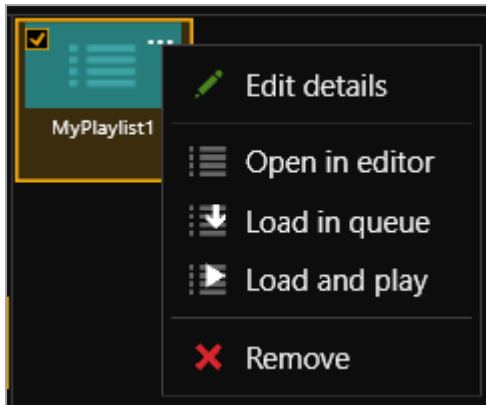 MyPlaylist1
Edit details
Open in editor
Load in queue
Load and play
Remove